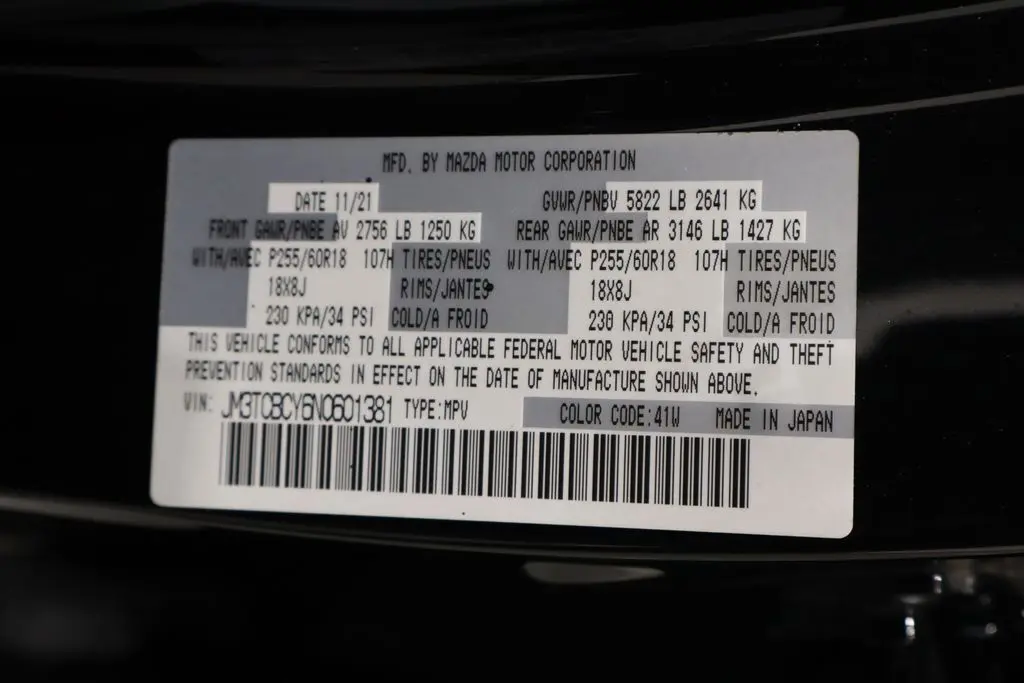 MFD. BY MAZDA MOTOR CORPORATION
DATE 11/21 GVWR/PNBV 5822 LB 2641 KG
FRONT GAWR/PNBE AV 2756 LB 1250 KG REAR GAWR/PNBE AR 3146 LB 1427 KG
WITH/AVEC P255/60R18 107H TIRES/PNEUS WITH/AVEC P255/60R18 107H TIRES/PNEUS
18X8J RIMS/JANTES 18X8J RIMS/JANTES
230 KPA/34 PSI COLD/A FROID 230 KPA/34 PSI COLD/A FROID
THIS VEHICLE CONFORMS TO ALL APPLICABLE FEDERAL MOTOR VEHICLE SAFETY AND THEFT
PREVENTION STANDARDS IN EFFECT ON THE DATE OF MANUFACTURE SHOWN ABOVE.
VIN: JM3TCBCY6N0601381 TYPE:MPV COLOR CODE:41W MADE IN JAPAN